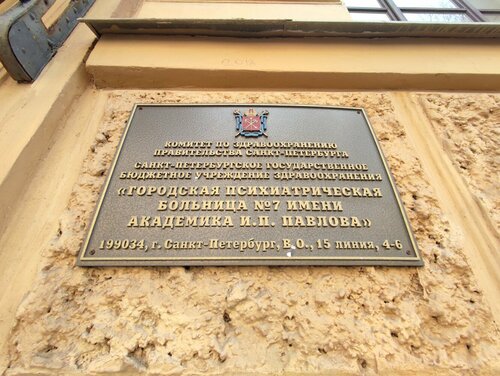 КОМИТЕТ ПО ЗДРАВООХРАНЕНИЮ
ПРАВИТЕЛЬСТВА САНКТ-ПЕТЕРБУРГА
САНКТ-ПЕТЕРБУРГСКОЕ ГОСУДАРСТВЕННОЕ
БЮДЖЕТНОЕ УЧРЕЖДЕНИЕ ЗДРАВООХРАНЕНИЯ
«ГОРОДСКАЯ ПСИХИАТРИЧЕСКАЯ
БОЛЬНИЦА №7 ИМЕНИ
АКАДЕМИКА И.П. ПАВЛОВА»
199034, г. Санкт-Петербург, В.О., 15 линия, 4-6